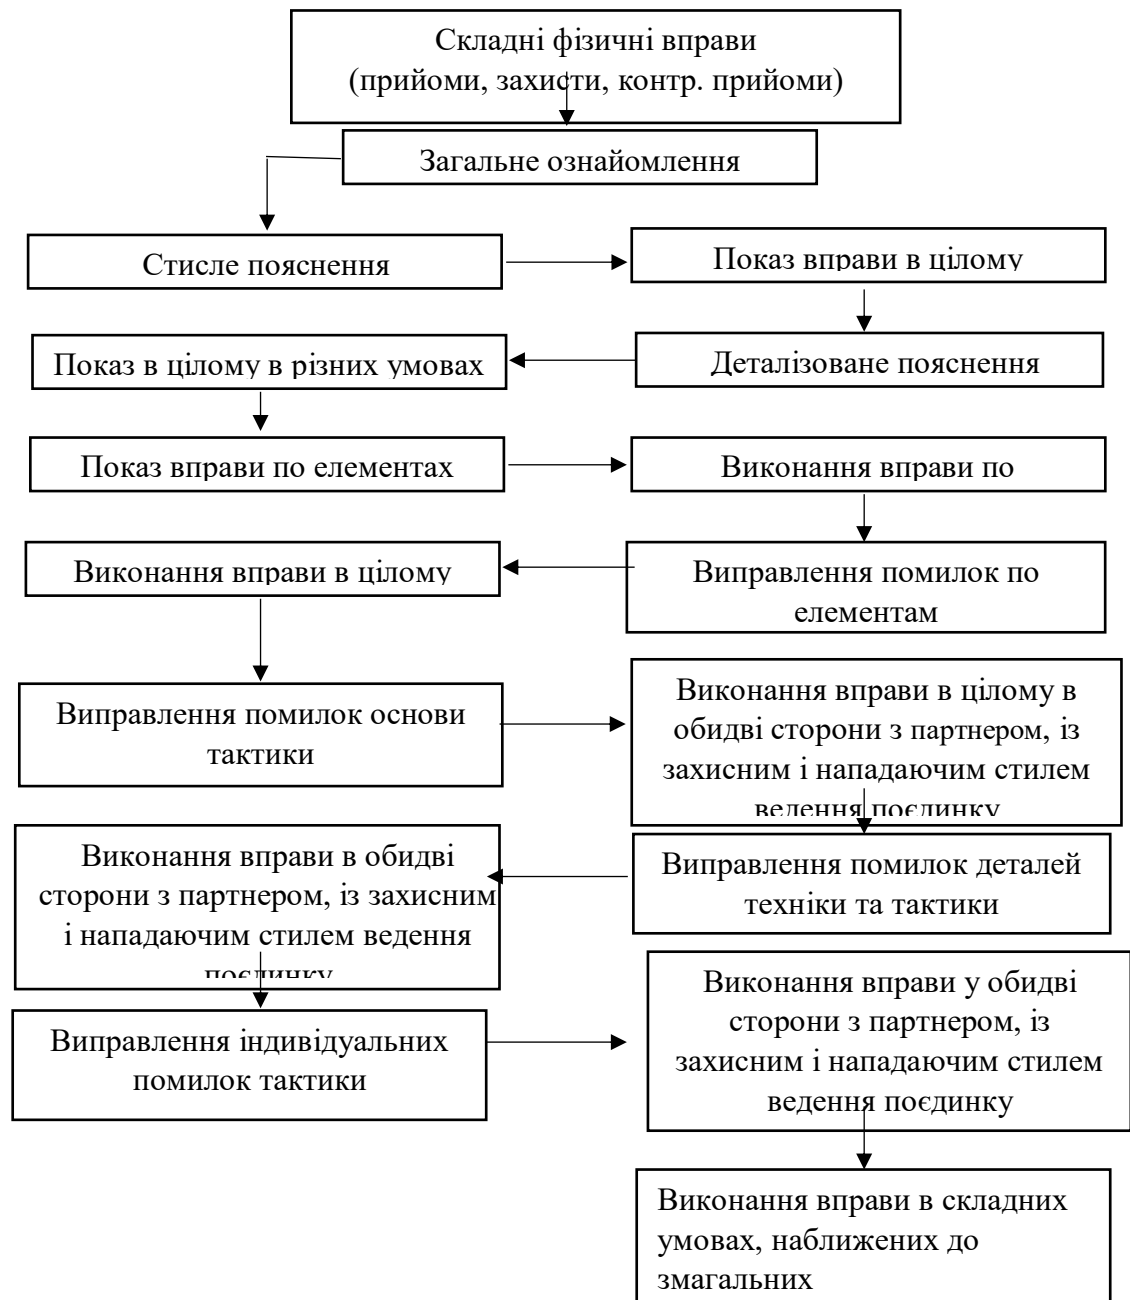 Складні фізичні вправи
(прийоми, захисти, контр. прийоми)
Загальне ознайомлення
Стисле пояснення
Показ вправи в цілому
Деталізоване пояснення
Показ в цілому в різних умовах
Показ вправи по елементах
Виконання вправи по
Виправлення помилок по
елементам
Виконання вправи в цілому
Виправлення помилок основи
тактики
Виконання вправи в цілому в
обидві сторони з партнером, із
захисним і нападаючим стилем
ведення поєдинку
Виправлення помилок деталей
техніки та тактики
Виконання вправи в обидві
сторони з партнером, із захисним
і нападаючим стилем ведення
поєдинку
Виправлення індивідуальних
помилок тактики
Виконання вправи у обидві
сторони з партнером, із
захисним і нападаючим стилем
ведення поєдинку
Виконання вправи в складних
умовах, наближених до
змагальних